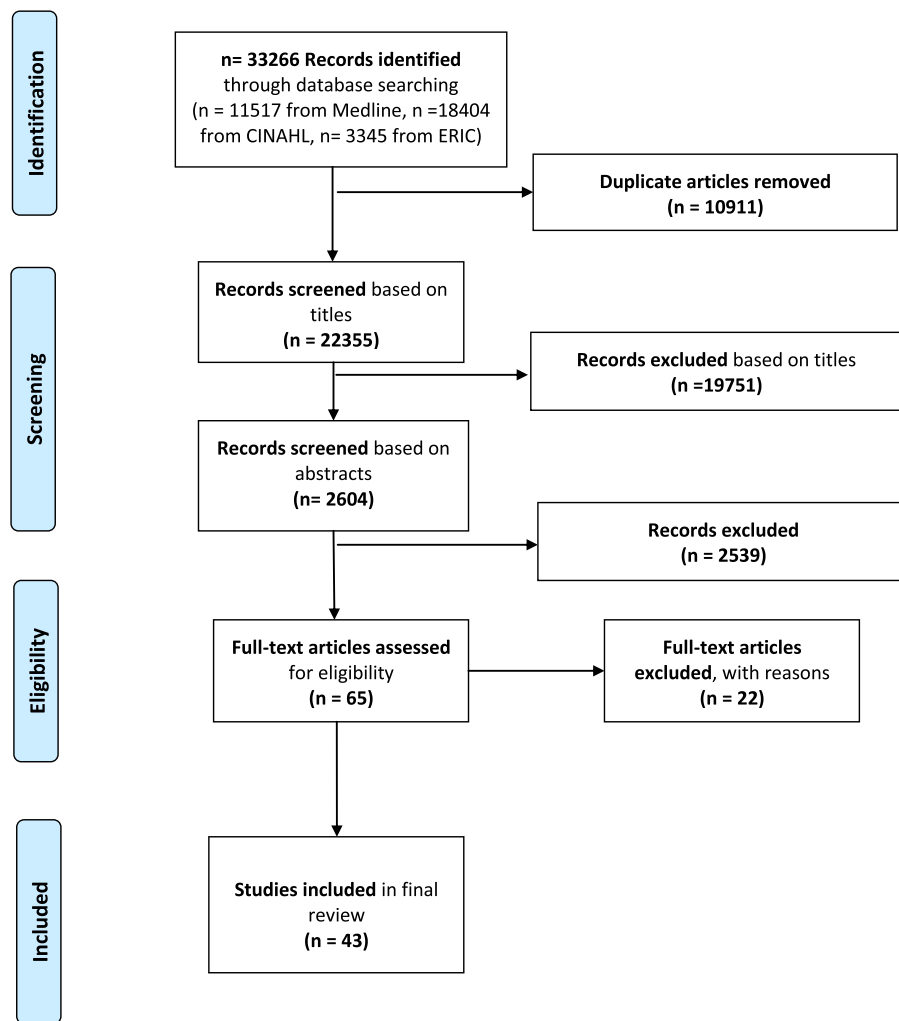 Identification
n= 33266 Records identified
through database searching
(n = 11517 from Medline, n =18404
from CINAHL, n= 3345 from ERIC)
Duplicate articles removed
(n = 10911)
Screening
Records screened based on
titles
(n = 22355)
Records excluded based on titles
(n =19751)
Records screened based on
abstracts
(n= 2604)
Records excluded
(n = 2539)
Eligibility
Full-text articles assessed
for eligibility
(n = 65)
Full-text articles
excluded, with reasons
(n = 22)
Included
Studies included in final
review
(n = 43)